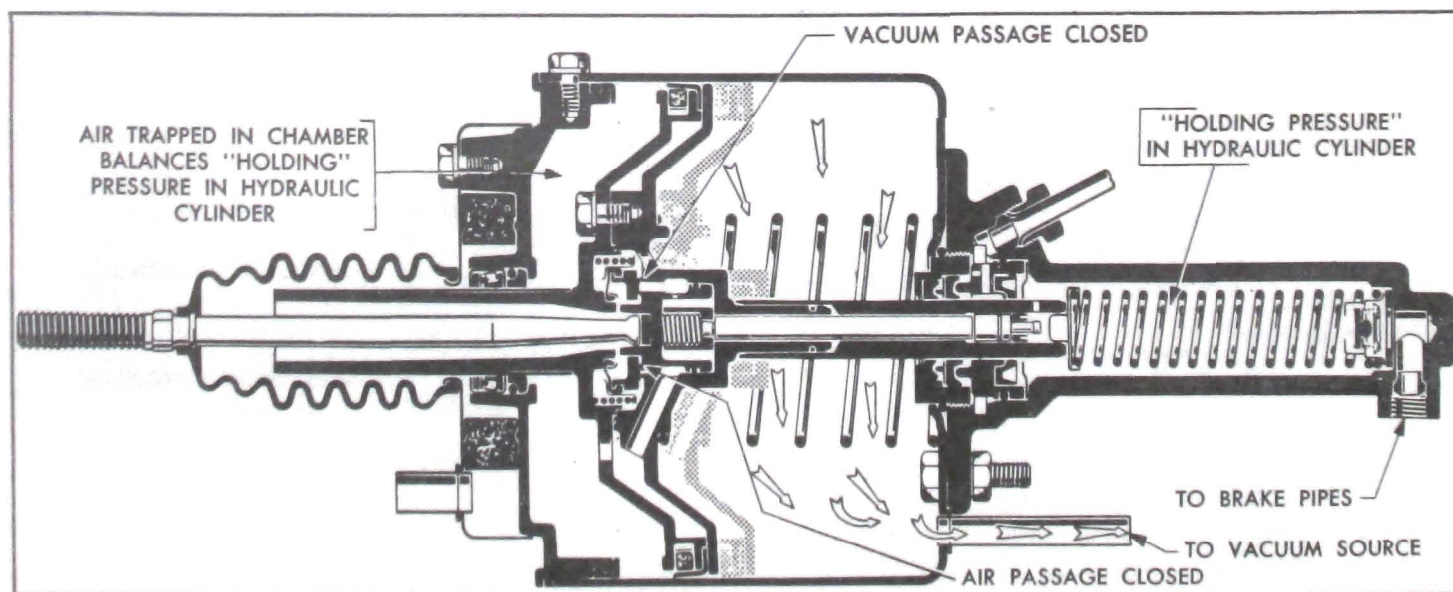 VACUUM PASSAGE CLOSED
AIR TRAPPED IN CHAMBER
BALANCES "HOLDING"
PRESSURE IN HYDRAULIC
CYLINDER
"HOLDING PRESSURE"
IN HYDRAULIC CYLINDER
TO BRAKE PIPES
TO VACUUM SOURCE
AIR PASSAGE CLOSED